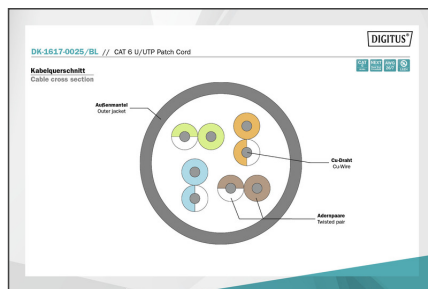 DIGITUS®
DK-1617-0025/BL // CAT 6 U/UTP Patch Cord
Kabelquerschnitt
Cable cross section
Außenmantel
Outer jacket
Cu-Draht
Cu-Wire
Aderspaare
Twisted pair